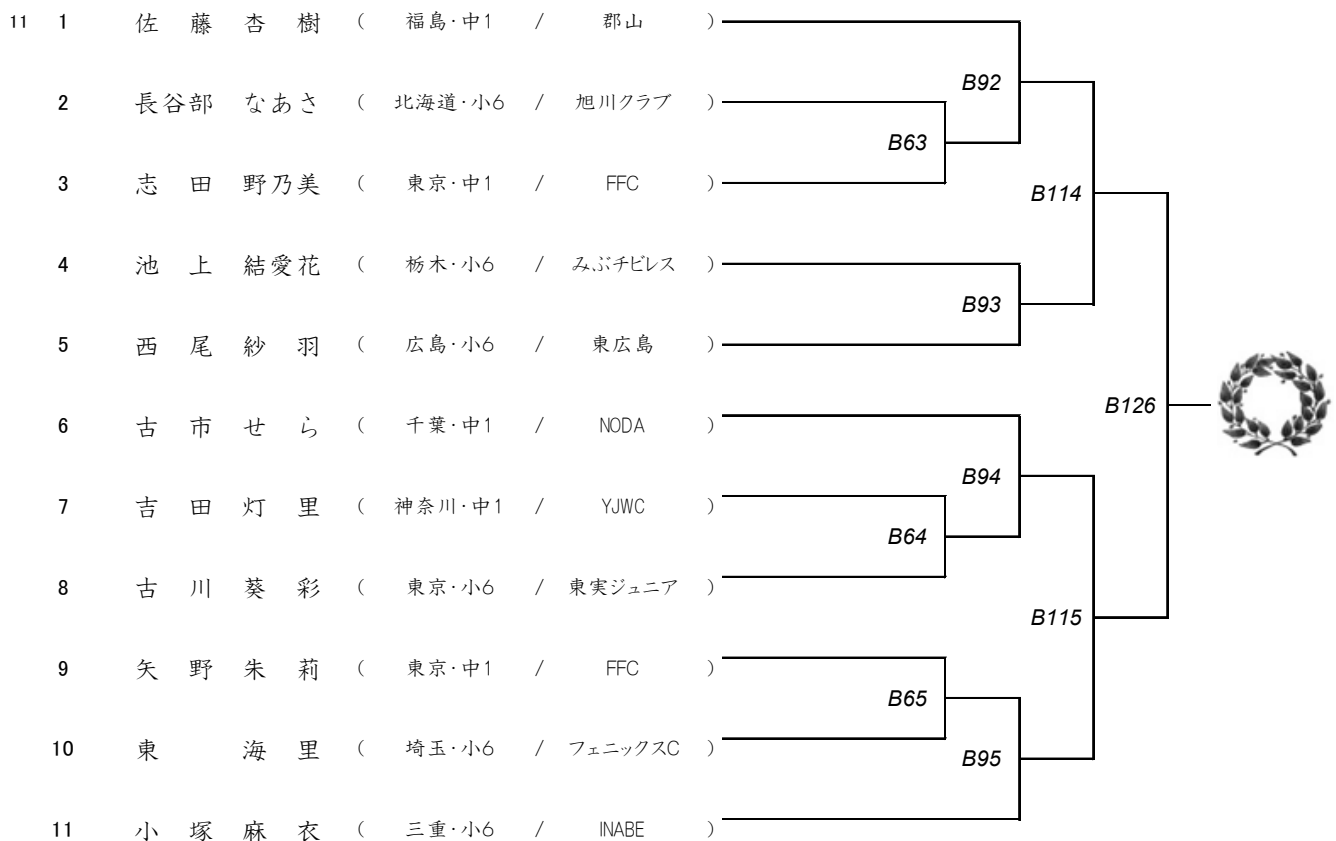 11 1 佐藤杏樹 ( 福島・中1 / 郡山 )
B92
2 長谷部 なあさ ( 北海道・小6 / 旭川クラブ )
B63
3 志田 野乃美 ( 東京・中1 / FFC )
B114
4 池上 結愛花 ( 栃木・小6 / みぶチビレス )
B93
5 西尾紗羽 ( 広島・小6 / 東広島 )
B126
6 古市せら ( 千葉・中1 / NODA )
B94
7 吉田灯里 ( 神奈川・中1 / YJWC )
B64
8 古川葵彩 ( 東京・小6 / 東実ジュニア )
B115
9 矢野朱莉 ( 東京・中1 / FFC )
B65
10 東 海里 ( 埼玉・小6 / フェニックスC )
B95
11 小塚麻衣 ( 三重・小6 / INABE )